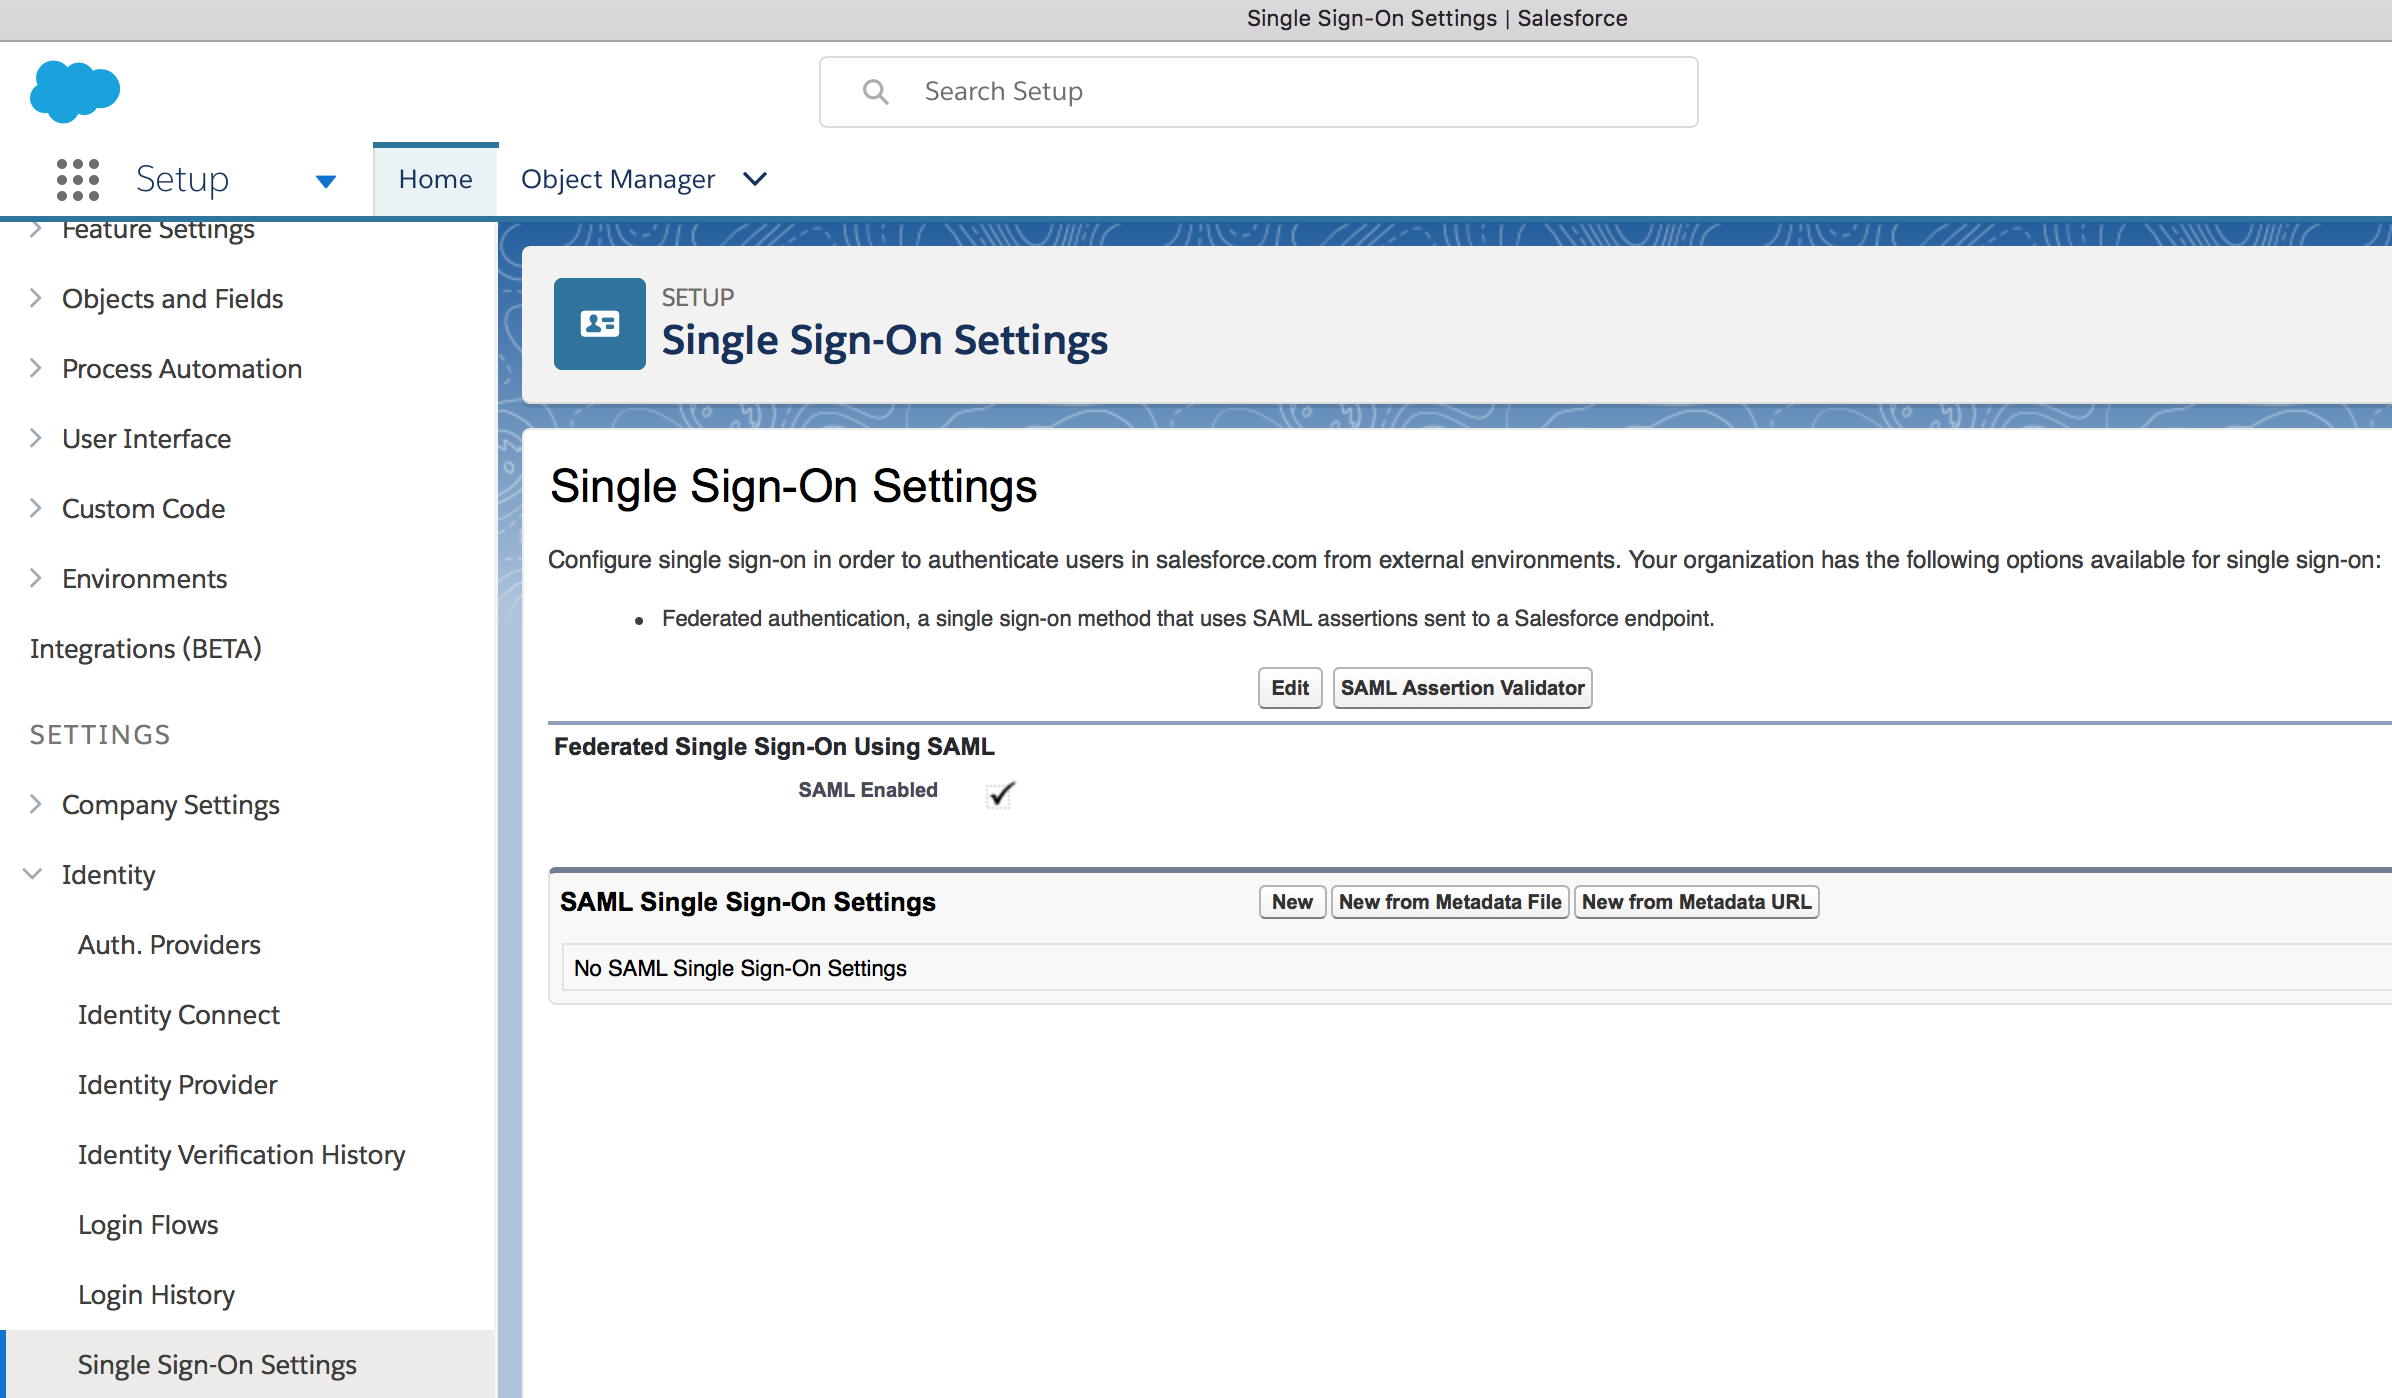 Single Sign-On Settings | Salesforce
Search Setup
Setup
Home
Object Manager
Feature Settings
Objects and Fields
Process Automation
User Interface
Custom Code
Environments
Integrations (BETA)
SETTINGS
Company Settings
Identity
Auth. Providers
Identity Connect
Identity Provider
Identity Verification History
Login Flows
Login History
Single Sign-On Settings
SETUP
Single Sign-On Settings
Single Sign-On Settings
Configure single sign-on in order to authenticate users in salesforce.com from external environments. Your organization has the following options available for single sign-on:
• Federated authentication, a single sign-on method that uses SAML assertions sent to a Salesforce endpoint.
Edit SAML Assertion Validator
Federated Single Sign-On Using SAML
SAML Enabled
SAML Single Sign-On Settings New New from Metadata File New from Metadata URL
No SAML Single Sign-On Settings